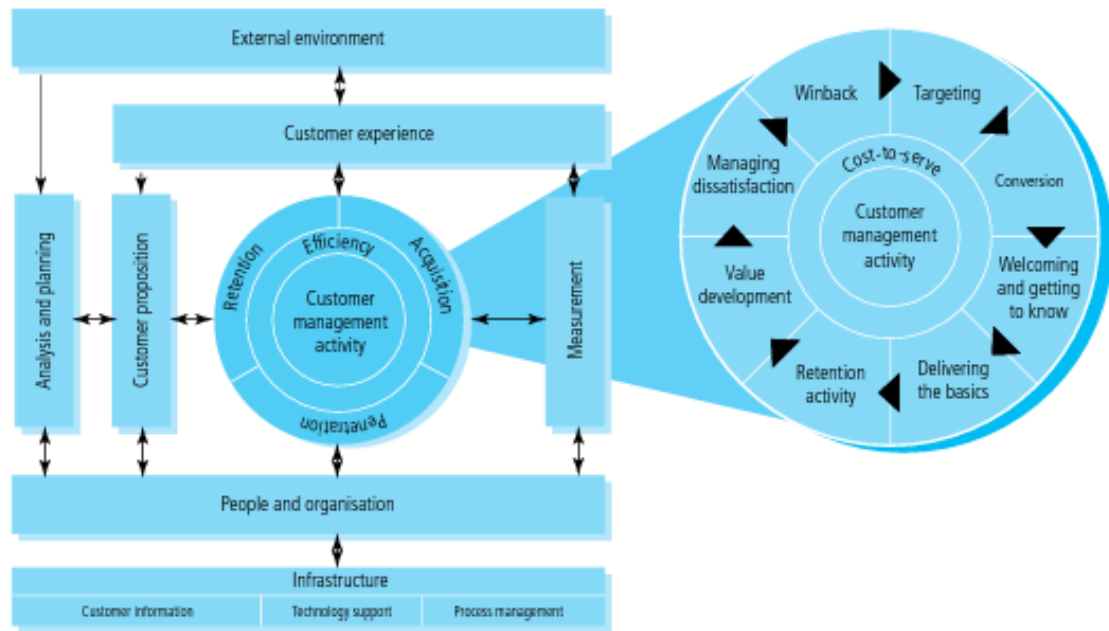 External environment
Customer experience
Analysis and planning
Customer proposition
Retention
Efficiency
Acquisition
Customer
management
activity
Penetration
Measurement
People and organisation
Infrastructure
Customer information
Technology support
Process management
Winback
Targeting
Managing
dissatisfaction
Cost-to-serve
Conversion
Customer
management
activity
Value
development
Welcoming
and getting
to know
Retention
activity
Delivering
the basics